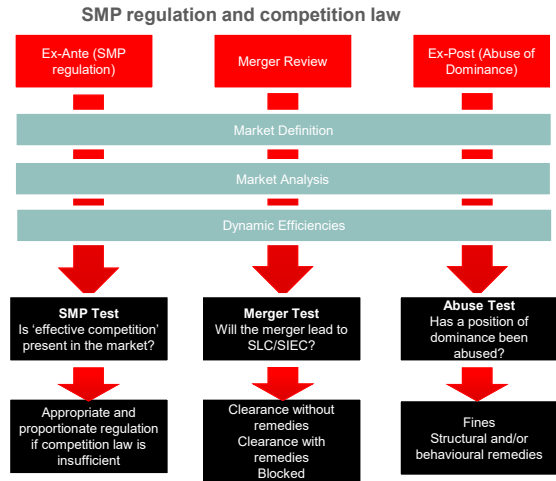 SMP regulation and competition law
Ex-Ante (SMP
regulation)
Merger Review
Ex-Post (Abuse of
Dominance)
Market Definition
Market Analysis
Dynamic Efficiencies
SMP Test
Is ‘effective competition’
present in the market?
Merger Test
Will the merger lead to
SLC/SIEC?
Abuse Test
Has a position of
dominance been
abused?
Appropriate and
proportionate regulation
if competition law is
insufficient
Clearance without
remedies
Clearance with
remedies
Blocked
Fines
Structural and/or
behavioural remedies